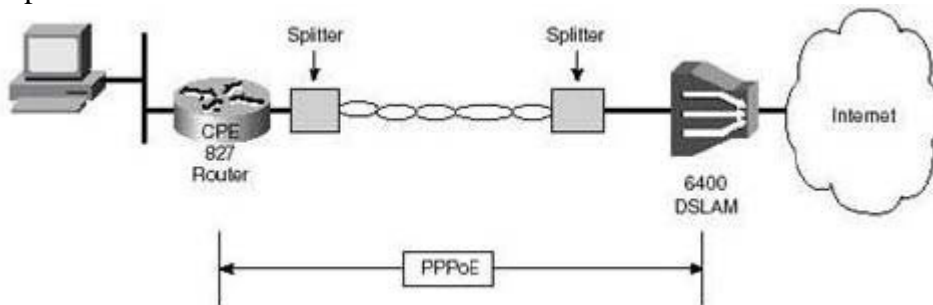 Splitter
Splitter
CPE
827
Router
6400
DSLAM
Internet
PPPoE